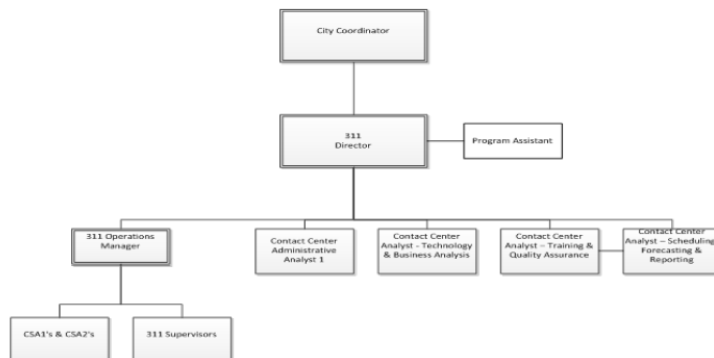 City Coordinator
311
Director
Program Assistant
311 Operations
Manager
Contact Center
Administrative
Analyst 1
Contact Center
Analyst - Technology
& Business Analysis
Contact Center
Analyst – Training &
Quality Assurance
Contact Center
Analyst – Scheduling
Forecasting &
Reporting
CSA1's & CSA2's
311 Supervisors